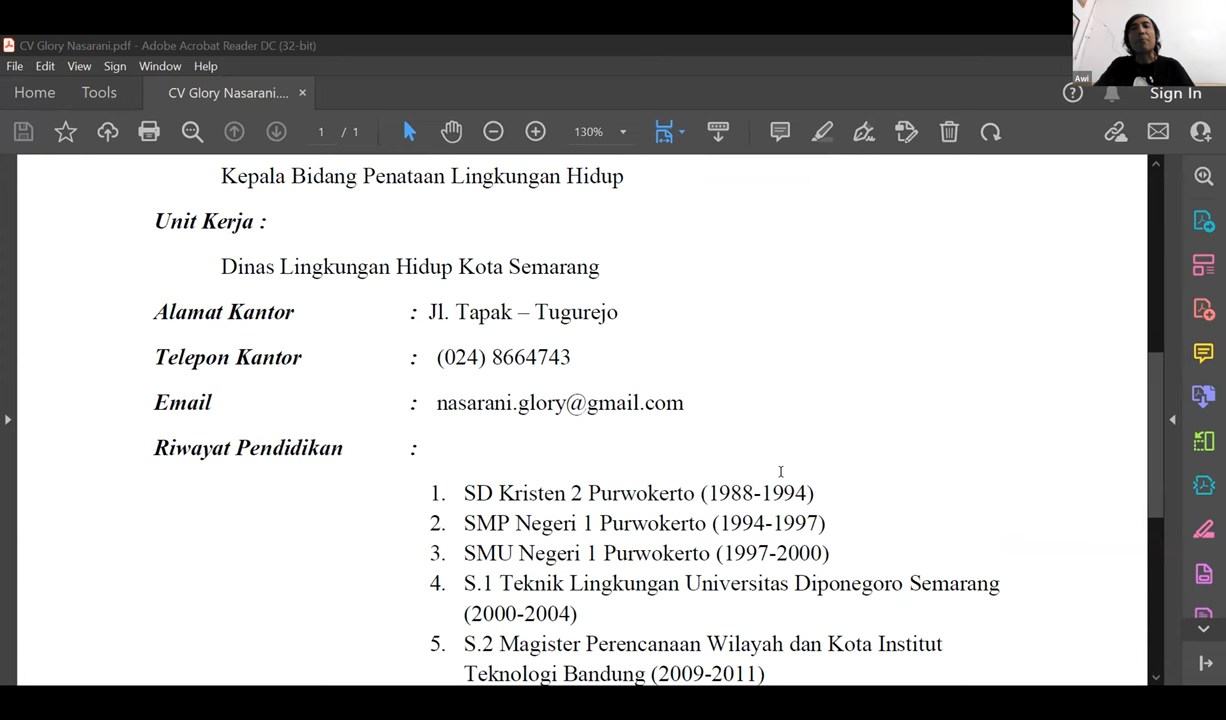 CV Glory Nasarani.pdf - Adobe Acrobat Reader DC (32-bit)
File Edit View Sign Window Help
Awi
Home Tools CV Glory Nasarani.... × Sign In
1 / 1 130%
Kepala Bidang Penataan Lingkungan Hidup
Unit Kerja :
Dinas Lingkungan Hidup Kota Semarang
Alamat Kantor : Jl. Tapak – Tugurejo
Telepon Kantor : (024) 8664743
Email : nasarani.glory@gmail.com
Riwayat Pendidikan :
1. SD Kristen 2 Purwokerto (1988-1994)
2. SMP Negeri 1 Purwokerto (1994-1997)
3. SMU Negeri 1 Purwokerto (1997-2000)
4. S.1 Teknik Lingkungan Universitas Diponegoro Semarang
(2000-2004)
5. S.2 Magister Perencanaan Wilayah dan Kota Institut
Teknologi Bandung (2009-2011)